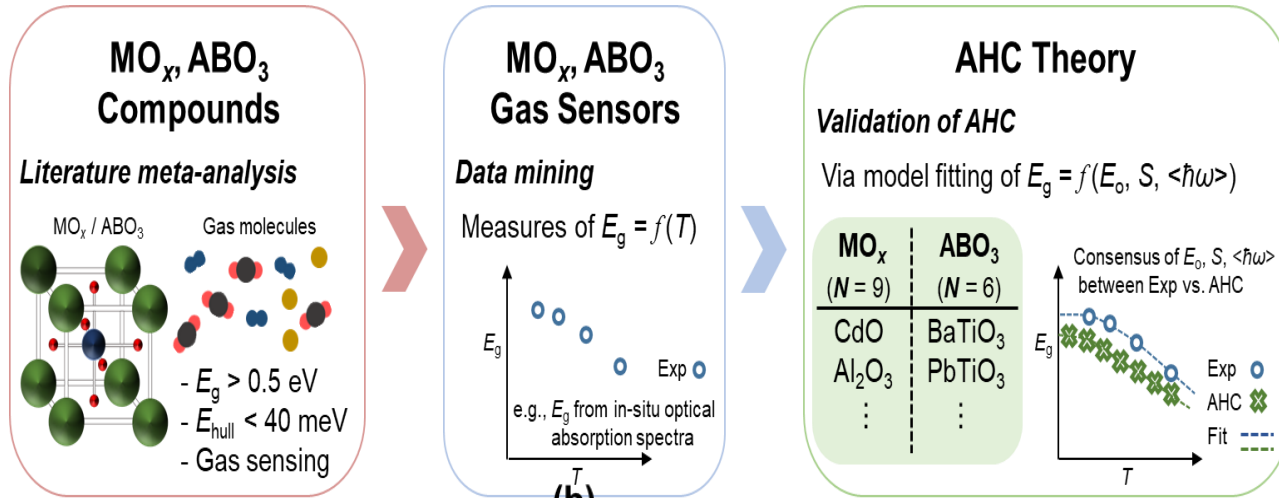 MOx, ABO3
Compounds
Literature meta-analysis
MOx / ABO3
Gas molecules
- Eg > 0.5 eV
- Ehull < 40 meV
- Gas sensing
MOx, ABO3
Gas Sensors
Data mining
Measures of Eg = f(T)
Eg
Exp
e.g., Eg from in-situ optical
absorption spectra
T
(b)
AHC Theory
Validation of AHC
Via model fitting of Eg = f(Eo, S, <ħω>)
MOx
(N = 9)
CdO
Al2O3
⋮
ABO3
(N = 6)
BaTiO3
PbTiO3
⋮
Consensus of Eo, S, <ħω>
between Exp vs. AHC
Eg
Exp
AHC
Fit
T